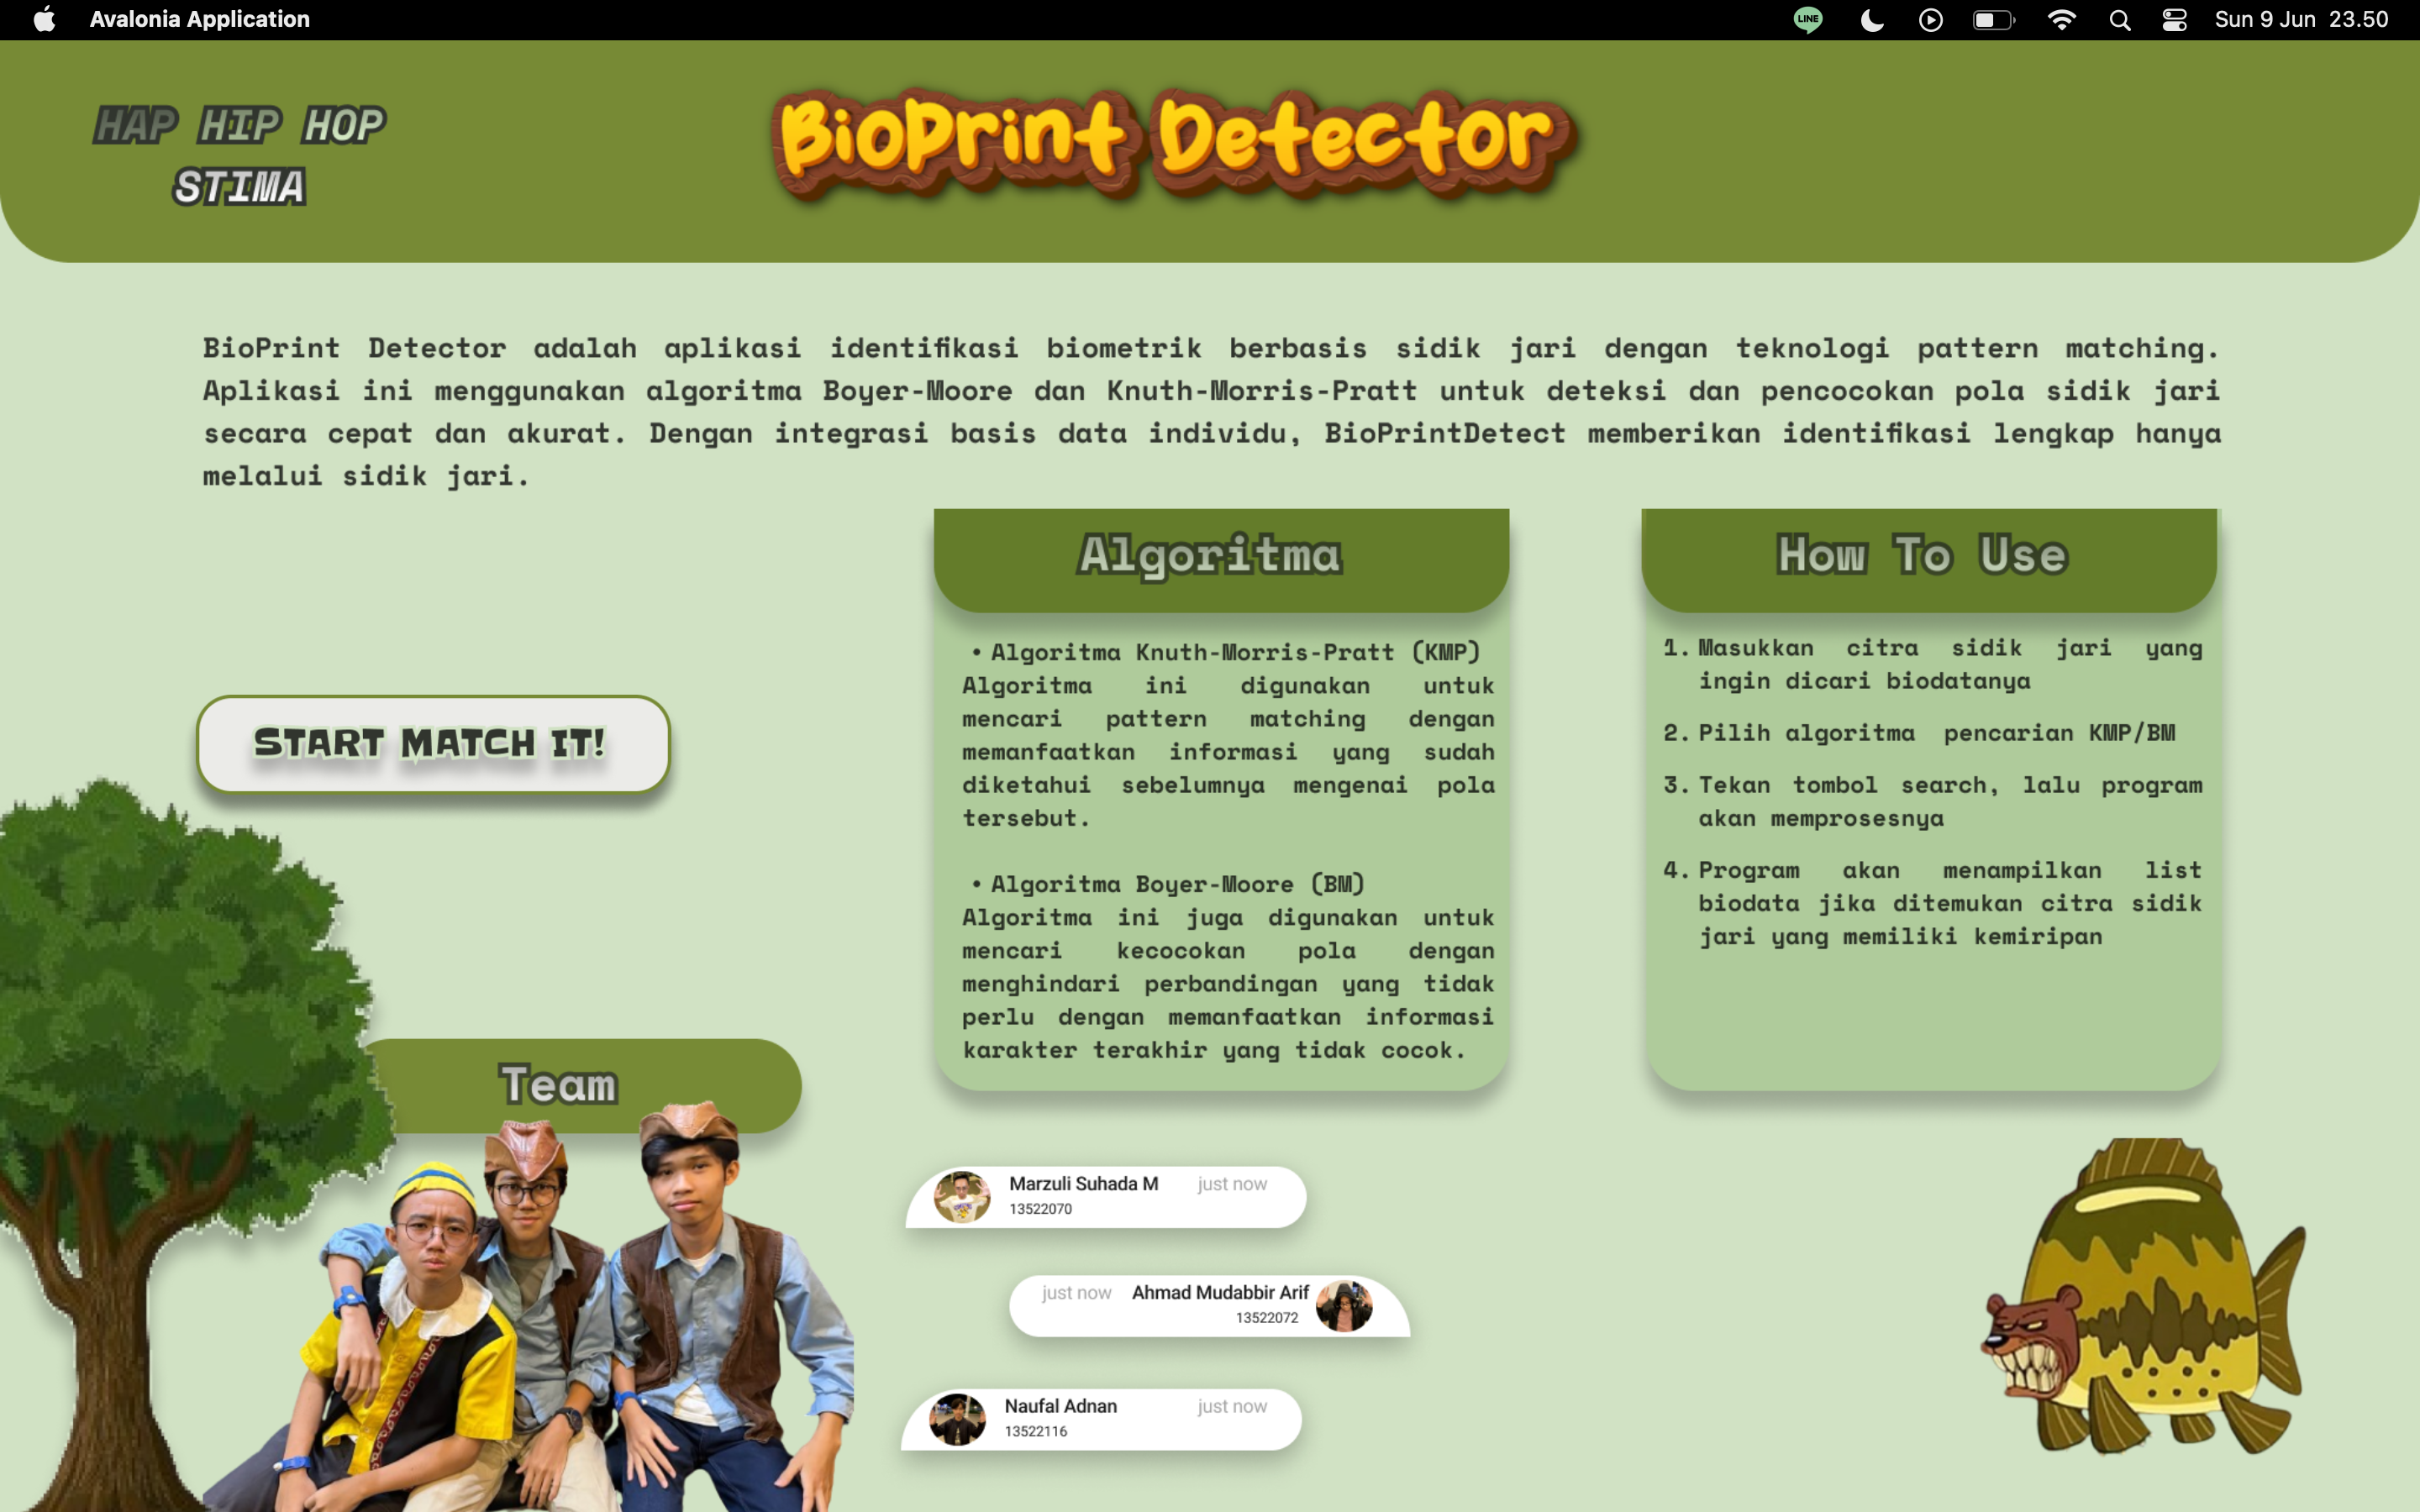 Avalonia Application
LINE
Sun 9 Jun 23.50
HAP HIP HOP
STIMA
BioPrint Detector
BioPrint Detector adalah aplikasi identifikasi biometrik berbasis sidik jari dengan teknologi pattern matching.
Aplikasi ini menggunakan algoritma Boyer-Moore dan Knuth-Morris-Pratt untuk deteksi dan pencocokan pola sidik jari
secara cepat dan akurat. Dengan integrasi basis data individu, BioPrintDetect memberikan identifikasi lengkap hanya
melalui sidik jari.
START MATCH IT!
Algoritma
• Algoritma Knuth-Morris-Pratt (KMP)
Algoritma ini digunakan untuk
mencari pattern matching dengan
memanfaatkan informasi yang sudah
diketahui sebelumnya mengenai pola
tersebut.
• Algoritma Boyer-Moore (BM)
Algoritma ini juga digunakan untuk
mencari kecocokan pola dengan
menghindari perbandingan yang tidak
perlu dengan memanfaatkan informasi
karakter terakhir yang tidak cocok.
How To Use
1. Masukkan citra sidik jari yang
ingin dicari biodatanya
2. Pilih algoritma pencarian KMP/BM
3. Tekan tombol search, lalu program
akan memprosesnya
4. Program akan menampilkan list
biodata jika ditemukan citra sidik
jari yang memiliki kemiripan
Team
Marzuli Suhada M just now
13522070
just now Ahmad Mudabbir Arif
13522072
Naufal Adnan just now
13522116